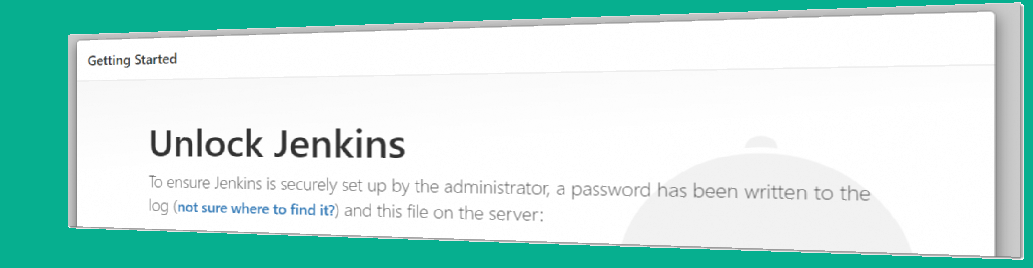 Getting Started
Unlock Jenkins
To ensure Jenkins is securely set up by the administrator, a password has been written to the
log (not sure where to find it?) and this file on the server: